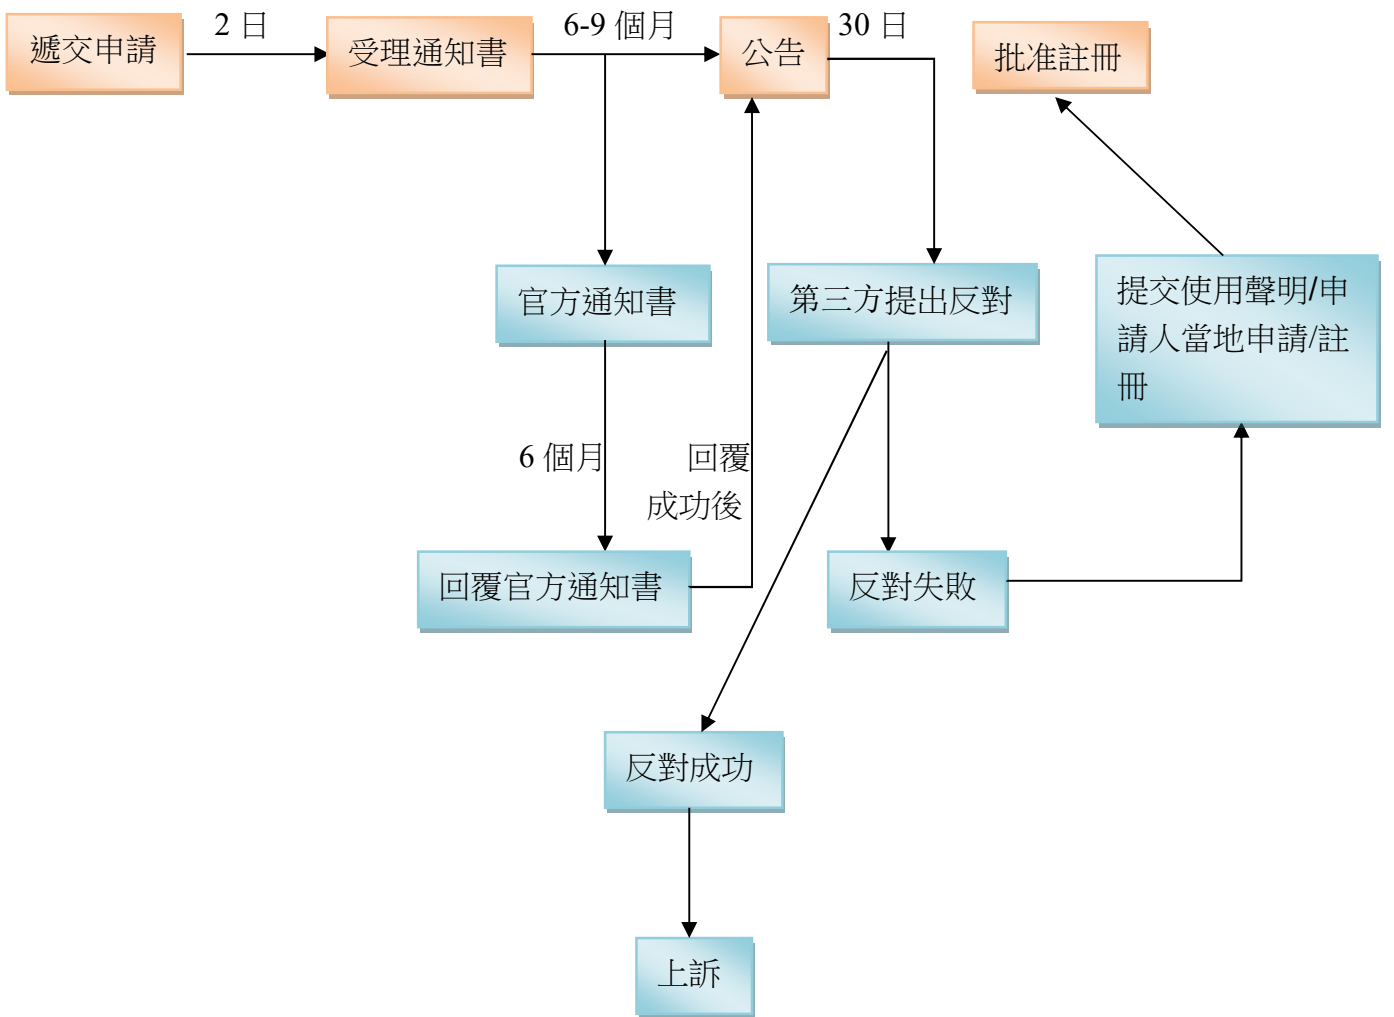 遞交申請
2 日
受理通知書
6-9 個月
公告
30 日
批准註冊
官方通知書
第三方提出反對
提交使用聲明/申
請人當地申請/註
冊
6 個月
回覆
成功後
回覆官方通知書
反對失敗
反對成功
上訴